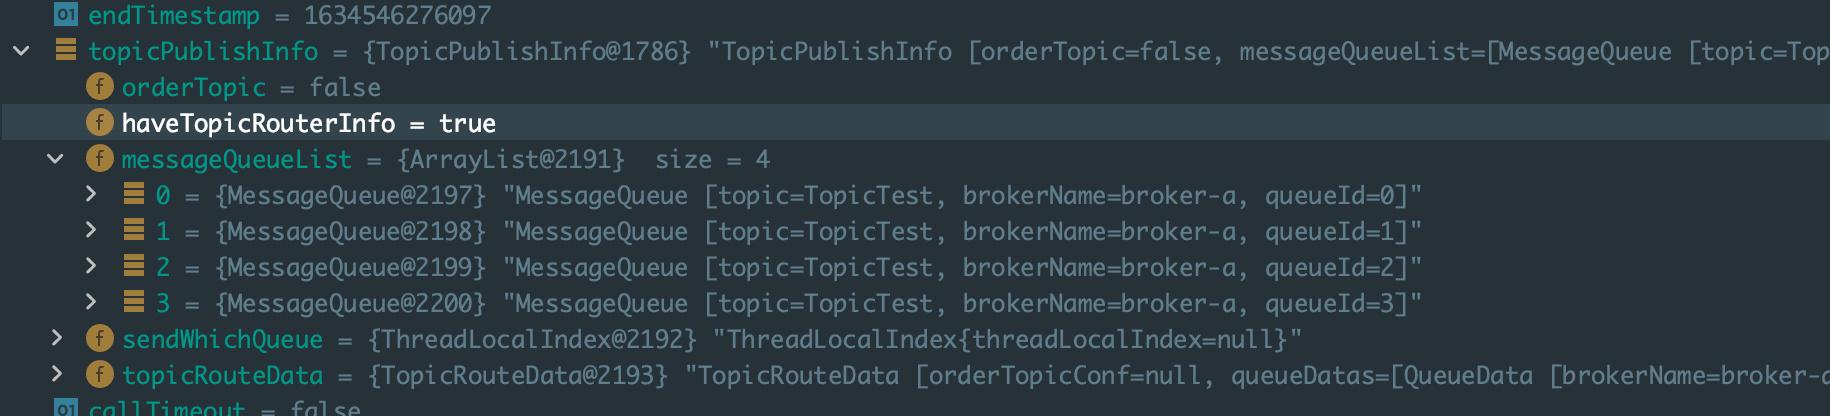 01 endTimestamp = 1634546276097
topicPublishInfo = {TopicPublishInfo@1786} "TopicPublishInfo [orderTopic=false, messageQueueList=[MessageQueue [topic=Top
f orderTopic = false
f haveTopicRouterInfo = true
f messageQueueList = {ArrayList@2191} size = 4
0 = {MessageQueue@2197} "MessageQueue [topic=TopicTest, brokerName=broker-a, queueId=0]"
1 = {MessageQueue@2198} "MessageQueue [topic=TopicTest, brokerName=broker-a, queueId=1]"
2 = {MessageQueue@2199} "MessageQueue [topic=TopicTest, brokerName=broker-a, queueId=2]"
3 = {MessageQueue@2200} "MessageQueue [topic=TopicTest, brokerName=broker-a, queueId=3]"
f sendWhichQueue = {ThreadLocalIndex@2192} "ThreadLocalIndex{threadLocalIndex=null}"
f topicRouteData = {TopicRouteData@2193} "TopicRouteData [orderTopicConf=null, queueDatas=[QueueData [brokerName=broker-a
01 callTimeout = false